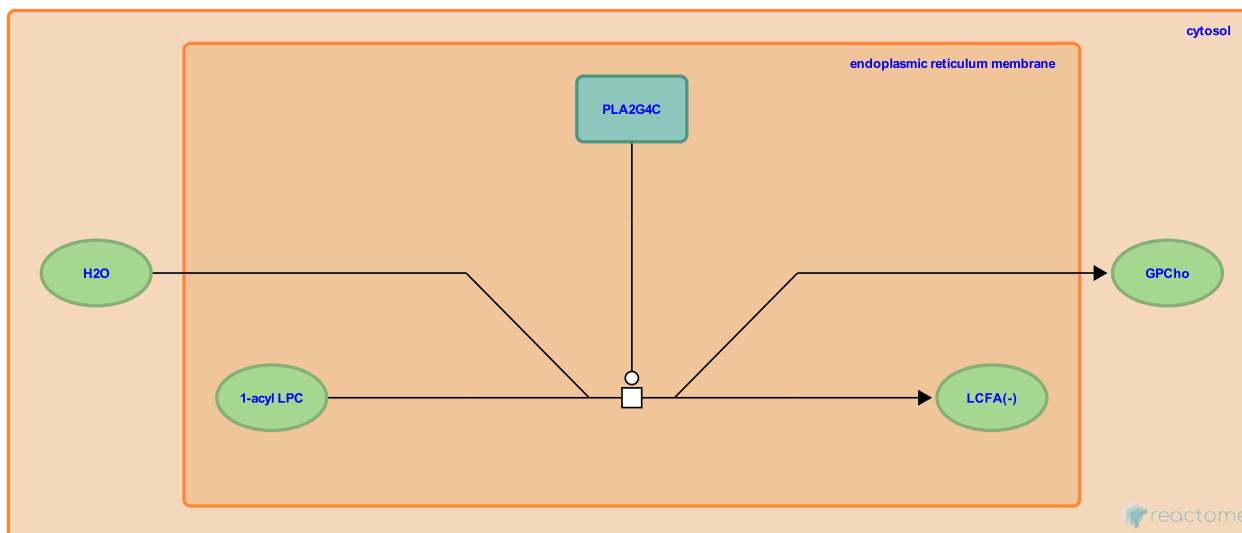 cytosol
endoplasmic reticulum membrane
PLA2G4C
H2O
GPCho
1-acyl LPC
LCFA(-)
reactome